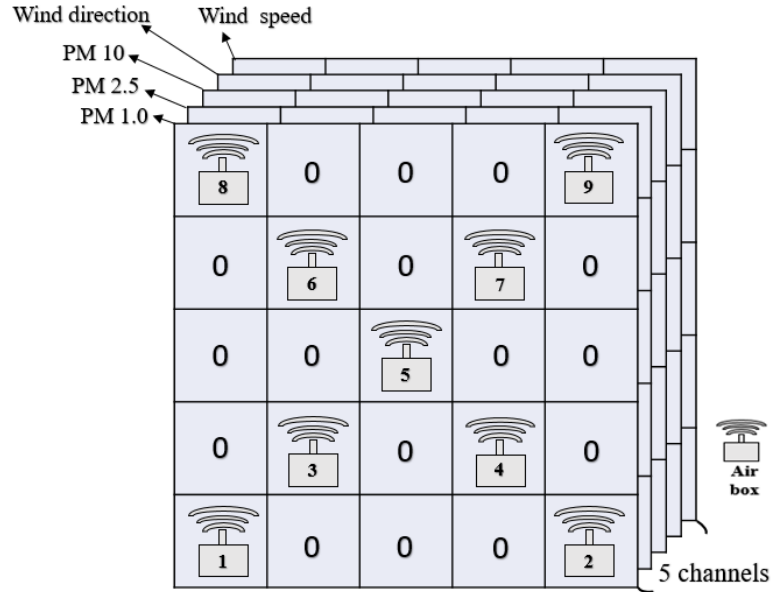 Wind direction
Wind speed
PM 10
PM 2.5
PM 1.0
8 0 0 0 9
0 6 0 7 0
0 0 5 0 0
0 3 0 4 0
1 0 0 0 2
Air
box
5 channels